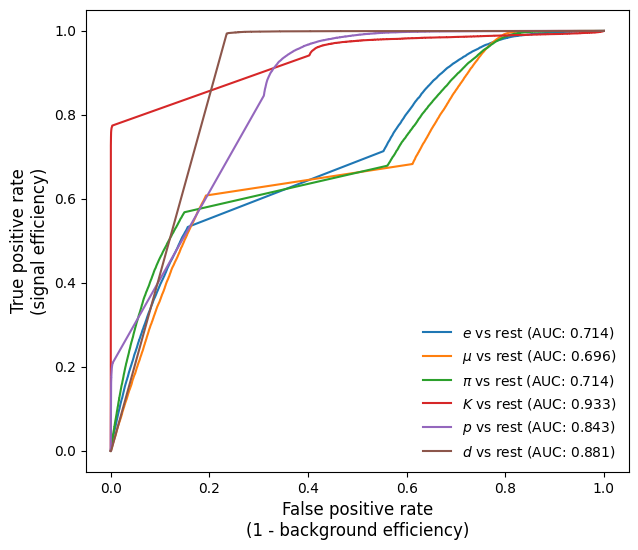 True positive rate
(signal efficiency)
1.0
0.8
0.6
0.4
0.2
0.0
e vs rest (AUC: 0.714)
μ vs rest (AUC: 0.696)
π vs rest (AUC: 0.714)
K vs rest (AUC: 0.933)
p vs rest (AUC: 0.843)
d vs rest (AUC: 0.881)
0.0 0.2 0.4 0.6 0.8 1.0
False positive rate
(1 - background efficiency)